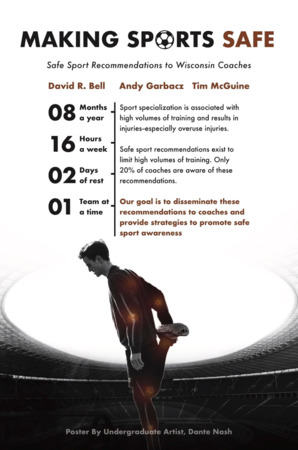 MAKING SPORTS SAFE
Safe Sport Recommendations to Wisconsin Coaches
David R. Bell Andy Garbacz Tim McGuine
08 Months a year
16 Hours a week
02 Days of rest
01 Team at a time
Sport specialization is associated with
high volumes of training and results in
injuries-especially overuse injuries.
Safe sport recommendations exist to
limit high volumes of training. Only
20% of coaches are aware of these
recommendations.
Our goal is to disseminate these
recommendations to coaches and
provide strategies to promote safe
sport awareness
Poster By Undergraduate Artist, Dante Nash